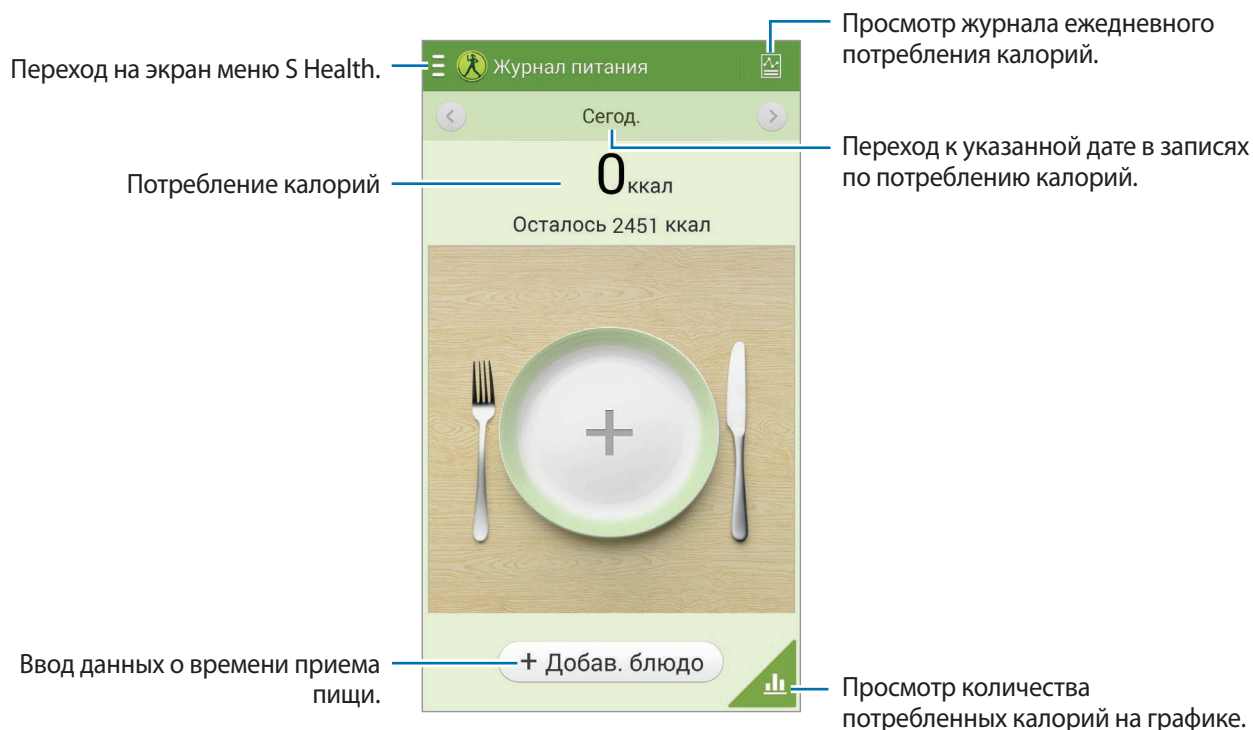 Просмотр журнала ежедневного
потребления калорий.
Переход на экран меню S Health.
Журнал питания
Сегод.
Переход к указанной дате в записях
по потреблению калорий.
Потребление калорий
0ккал
Осталось 2451 ккал
Ввод данных о времени приема
пищи.
+ Добав. блюдо
Просмотр количества
потребленных калорий на графике.